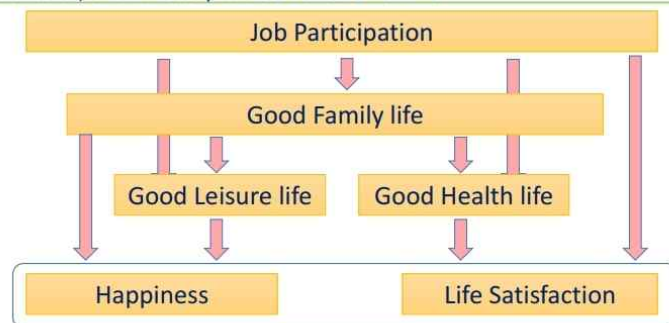 Job Participation
Good Family life
Good Leisure life
Good Health life
Happiness
Life Satisfaction